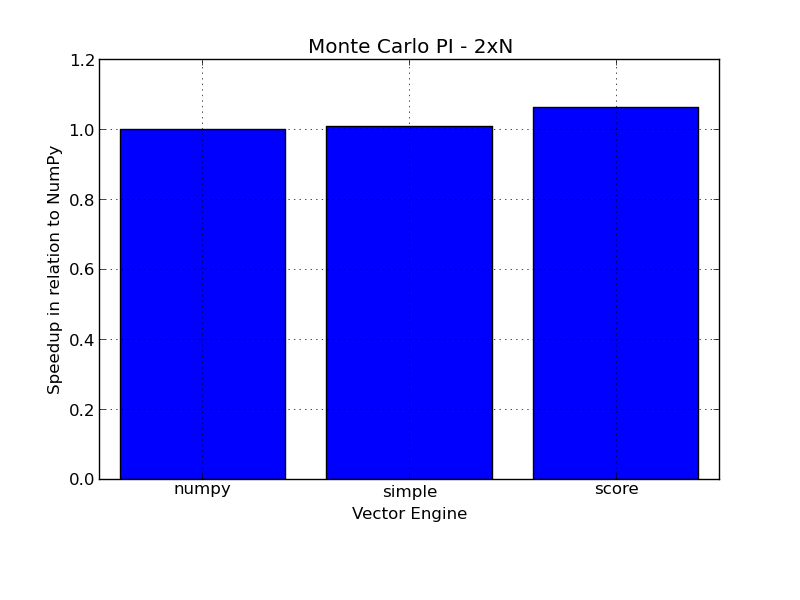 Monte Carlo PI - 2xN
1.2
1.0
0.8
0.6
0.4
0.2
0.0
Speedup in relation to NumPy
numpy simple score
Vector Engine